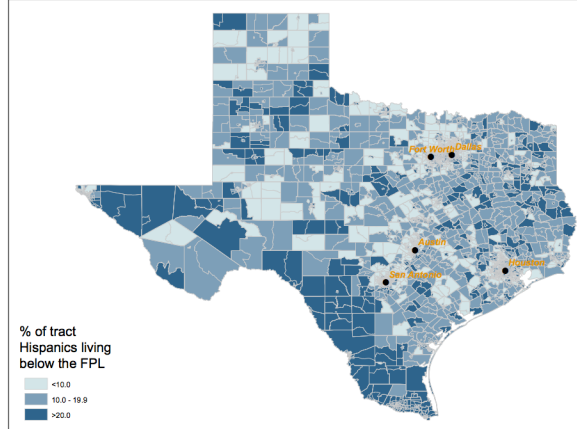 Fort Worth
Dallas
Austin
San Antonio
Houston
% of tract
Hispanics living
below the FPL
<10.0
10.0 - 19.9
>20.0